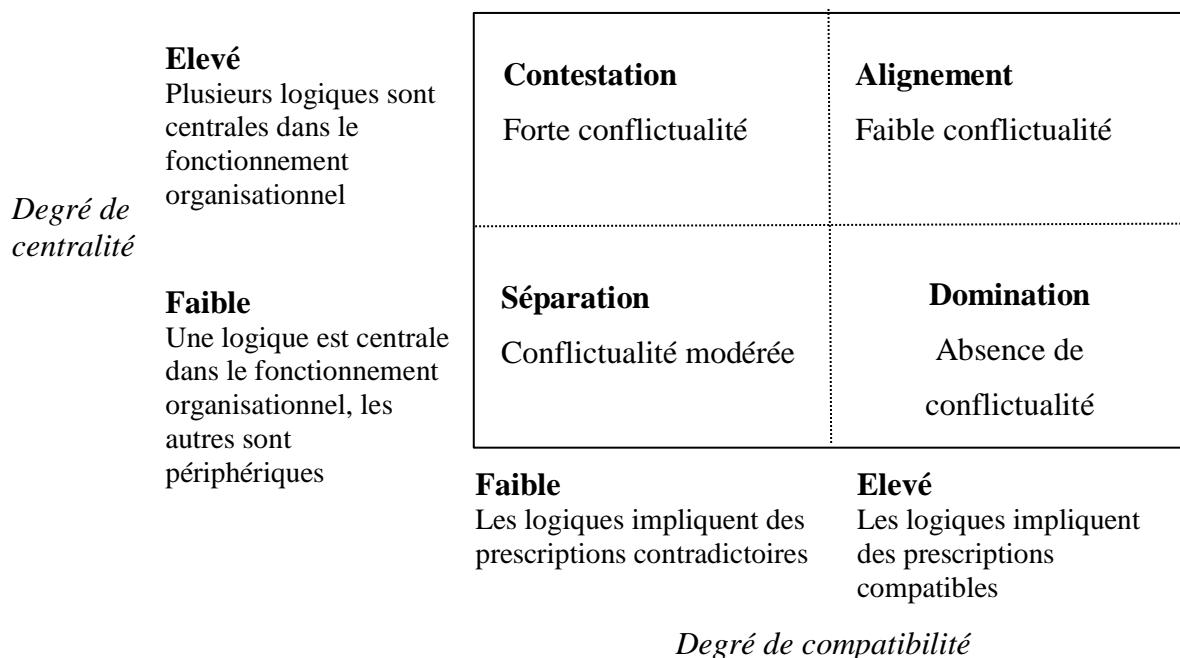 Elevé
Plusieurs logiques sont
centrales dans le
fonctionnement
organisationnel
Contestation
Forte conflictualité
Alignement
Faible conflictualité
Degré de
centralité
Faible
Une logique est centrale
dans le fonctionnement
organisationnel, les
autres sont
périphériques
Séparation
Conflictualité modérée
Domination
Absence de
conflictualité
Faible
Les logiques impliquent des
prescriptions contradictoires
Elevé
Les logiques impliquent
des prescriptions
compatibles
Degré de compatibilité